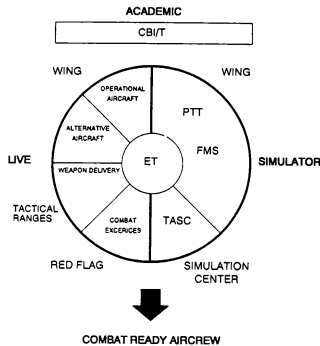 ACADEMIC
CBI/T
WING
WING
OPERATIONAL
AIRCRAFT
PTT
ALTERNATIVE
AIRCRAFT
FMS
LIVE
ET
SIMULATOR
WEAPON DELIVERY
TACTICAL
RANGES
COMBAT
EXCERICES
TASC
RED FLAG
SIMULATION
CENTER
COMBAT READY AIRCREW